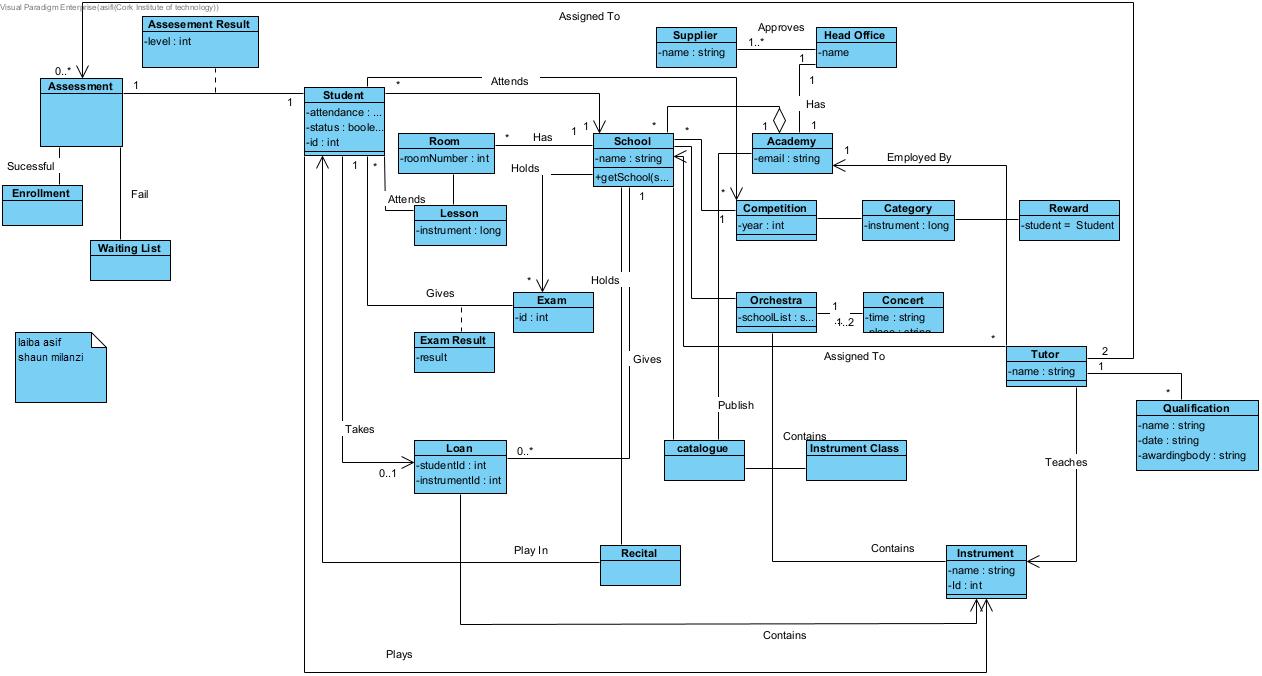 Visual Paradigm Enterprise(asifl(Cork Institute of technology))
Assigned To
Assesement Result
-level : int
Supplier
-name : string
Approves
1..*
Head Office
-name
1
1
Has
1
0..*
Assessment
1
1
Sucessful
Fail
Enrollment
Waiting List
Student
-attendance : ...
-status : boole...
-id : int
*
Attends
1
1
Room
-roomNumber : int
*
Has
Holds
School
-name : string
+getSchool(s...
*
*
1
1
Academy
-email : string
1
Employed By
1
*
Attends
Lesson
-instrument : long
*
1
Competition
-year : int
Category
-instrument : long
Reward
-student = Student
Gives
*
Exam
-id : int
Exam Result
-result
Holds
Gives
Orchestra
-schoolList : s...
1
1..2
Concert
-time : string
-place : string
Assigned To
*
Tutor
-name : string
2
1
*
Qualification
-name : string
-date : string
-awardingbody : string
laiba asif
shaun milanzi
Takes
0..1
Loan
-studentId : int
-instrumentId : int
0..*
Publish
catalogue
Contains
Instrument Class
Teaches
Play In
Recital
Contains
Instrument
-name : string
-Id : int
Contains
Plays